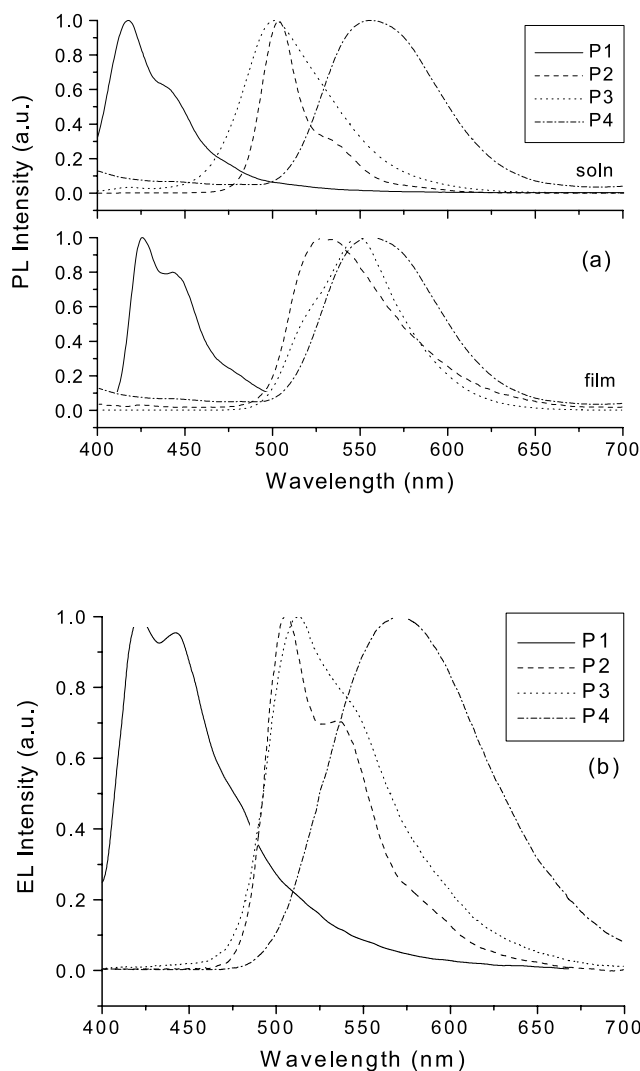 PL Intensity (a.u.)
1.0
0.8
0.6
0.4
0.2
0.0
P1
P2
P3
P4
soln
1.0
0.8
0.6
0.4
0.2
0.0
(a)
film
400 450 500 550 600 650 700
Wavelength (nm)
EL Intensity (a.u.)
1.0
0.8
0.6
0.4
0.2
0.0
P1
P2
P3
P4
(b)
400 450 500 550 600 650 700
Wavelength (nm)